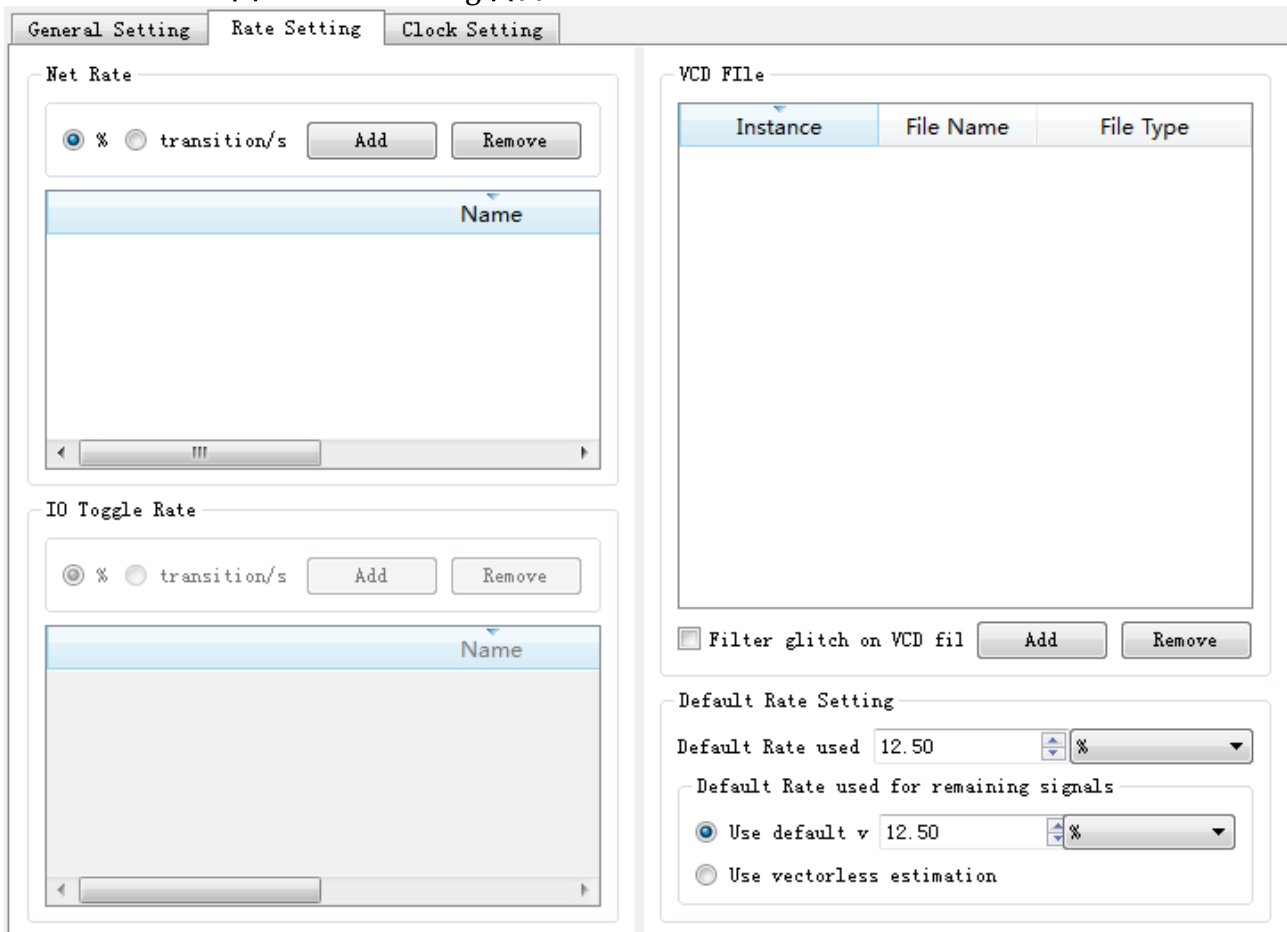 General Setting Rate Setting Clock Setting
Net Rate
% transition/s Add Remove
Name
IO Toggle Rate
% transition/s Add Remove
Name
VCD FIle
Instance File Name File Type
Filter glitch on VCD fil Add Remove
Default Rate Setting
Default Rate used 12.50 %
Default Rate used for remaining signals
Use default v 12.50 %
Use vectorless estimation